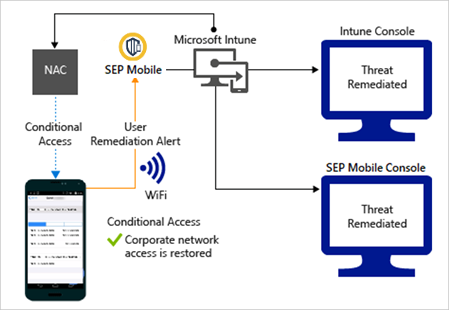 Microsoft Intune
Intune Console
NAC
SEP Mobile
Threat
Remediated
Conditional
Access
User
Remediation Alert
WiFi
SEP Mobile Console
Threat
Remediated
Conditional Access
Corporate network
access is restored